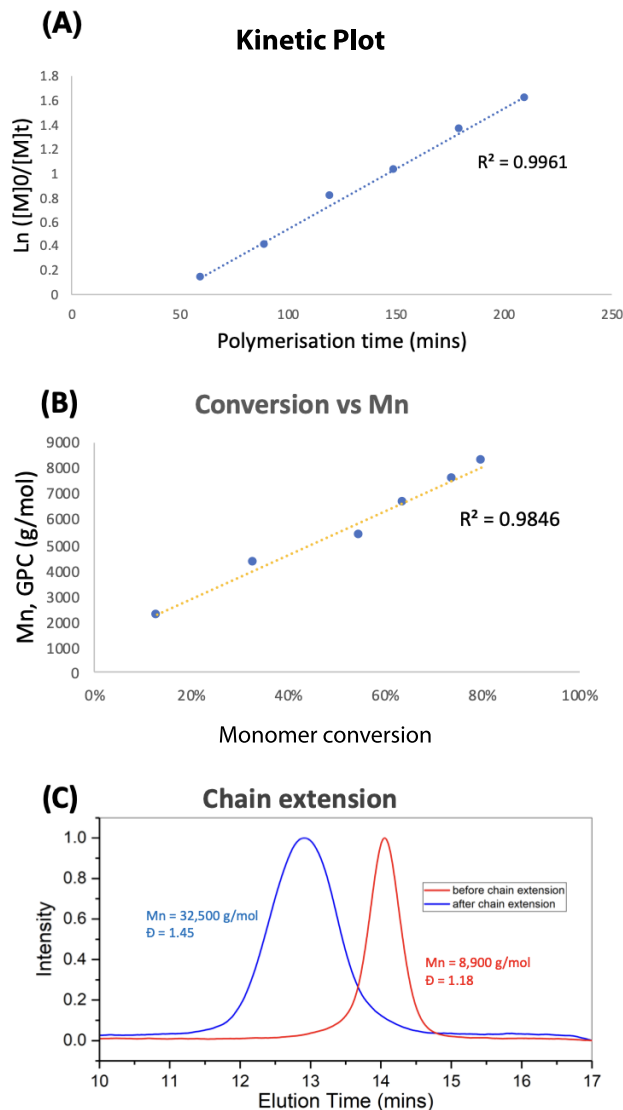 (A)
Kinetic Plot
Ln ([M]0/[M]t)
1.8
1.6
1.4
1.2
1
0.8
0.6
0.4
0.2
0
R² = 0.9961
0
50
100
150
200
250
Polymerisation time (mins)
(B)
Conversion vs Mn
Mn, GPC (g/mol)
9000
8000
7000
6000
5000
4000
3000
2000
1000
0
R² = 0.9846
0%
20%
40%
60%
80%
100%
Monomer conversion
(C)
Chain extension
Intensity
1.0
0.8
0.6
0.4
0.2
0.0
before chain extension
after chain extension
Mn = 32,500 g/mol
Đ = 1.45
Mn = 8,900 g/mol
Đ = 1.18
10
11
12
13
14
15
16
17
Elution Time (mins)